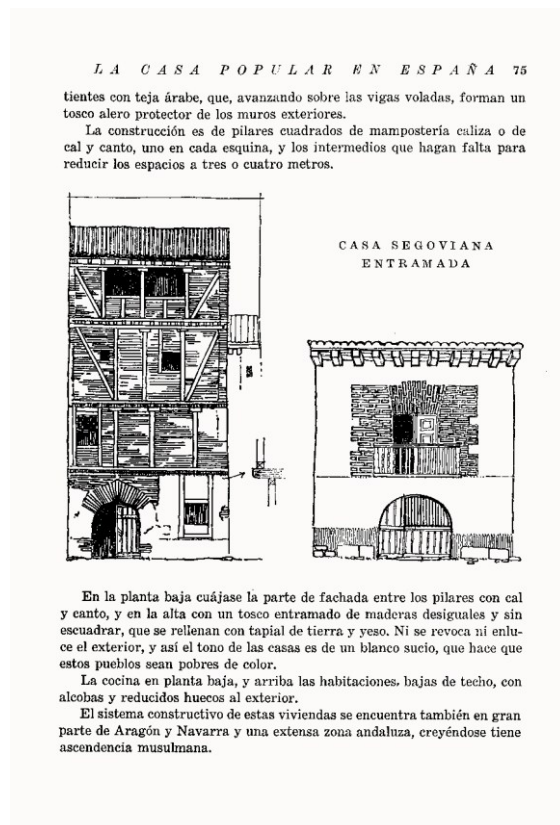 LA CASA POPULAR EN ESPAÑA 75
tientes con teja árabe, que, avanzando sobre las vigas voladas, forman un
tosco alero protector de los muros exteriores.
La construcción es de pilares cuadrados de mampostería caliza o de
cal y canto, uno en cada esquina, y los intermedios que hagan falta para
reducir los espacios a tres o cuatro metros.
CASA SEGOVIANA
ENTRAMADA
En la planta baja cuájase la parte de fachada entre los pilares con cal
y canto, y en la alta con un tosco entramado de maderas desiguales y sin
escuadrar, que se rellenan con tapial de tierra y yeso. Ni se revoca ni enlu-
ce el exterior, y así el tono de las casas es de un blanco sucio, que hace que
estos pueblos sean pobres de color.
La cocina en planta baja, y arriba las habitaciones, bajas de techo, con
alcobas y reducidos huecos al exterior.
El sistema constructivo de estas viviendas se encuentra también en gran
parte de Aragón y Navarra y una extensa zona andaluza, creyéndose tiene
ascendencia musulmana.